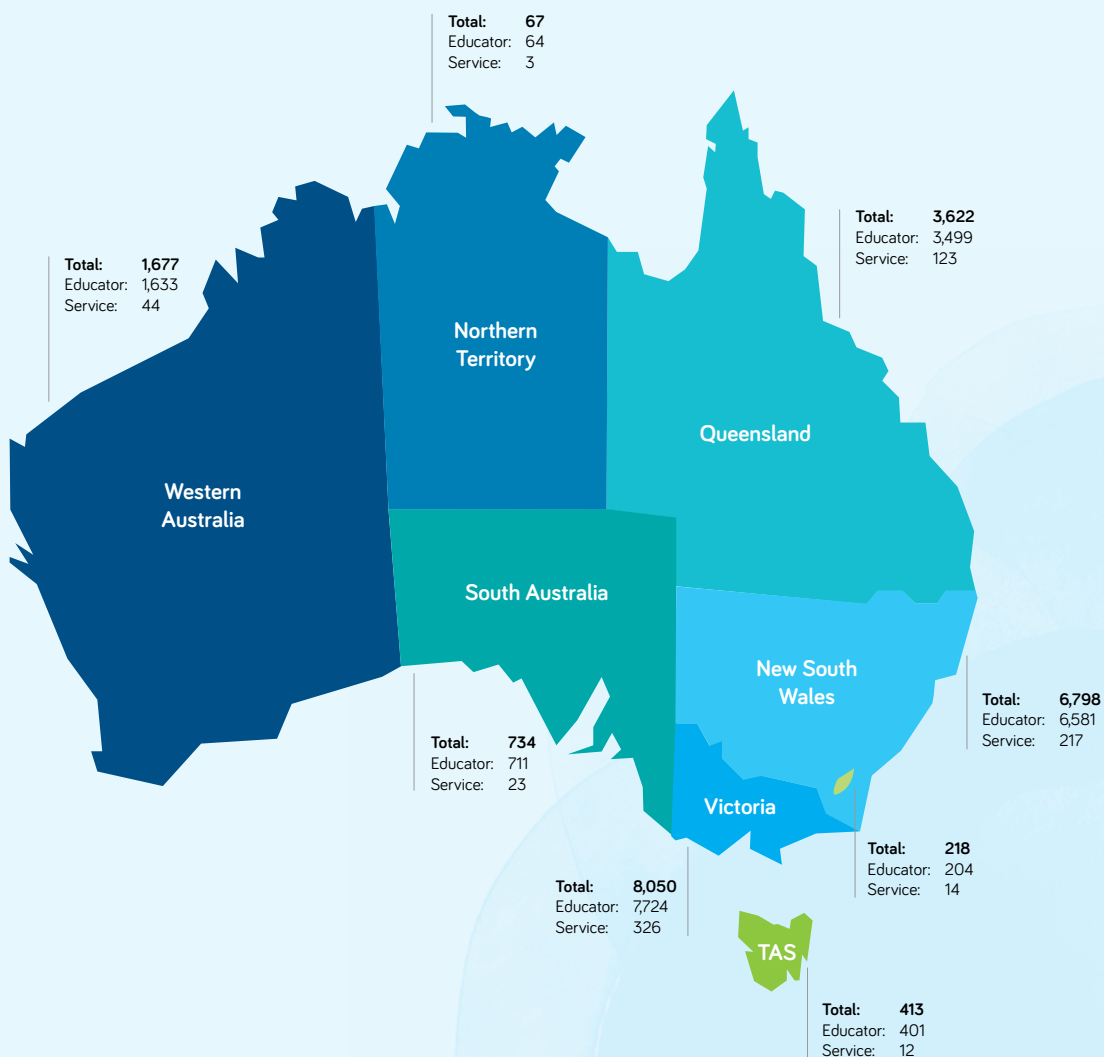 Total: 67
Educator: 64
Service: 3
Total: 3,622
Educator: 3,499
Service: 123
Total: 1,677
Educator: 1,633
Service: 44
Northern
Territory
Queensland
Western
Australia
South Australia
New South
Wales
Total: 6,798
Educator: 6,581
Service: 217
Total: 734
Educator: 711
Service: 23
Victoria
Total: 218
Educator: 204
Service: 14
Total: 8,050
Educator: 7,724
Service: 326
TAS
Total: 413
Educator: 401
Service: 12